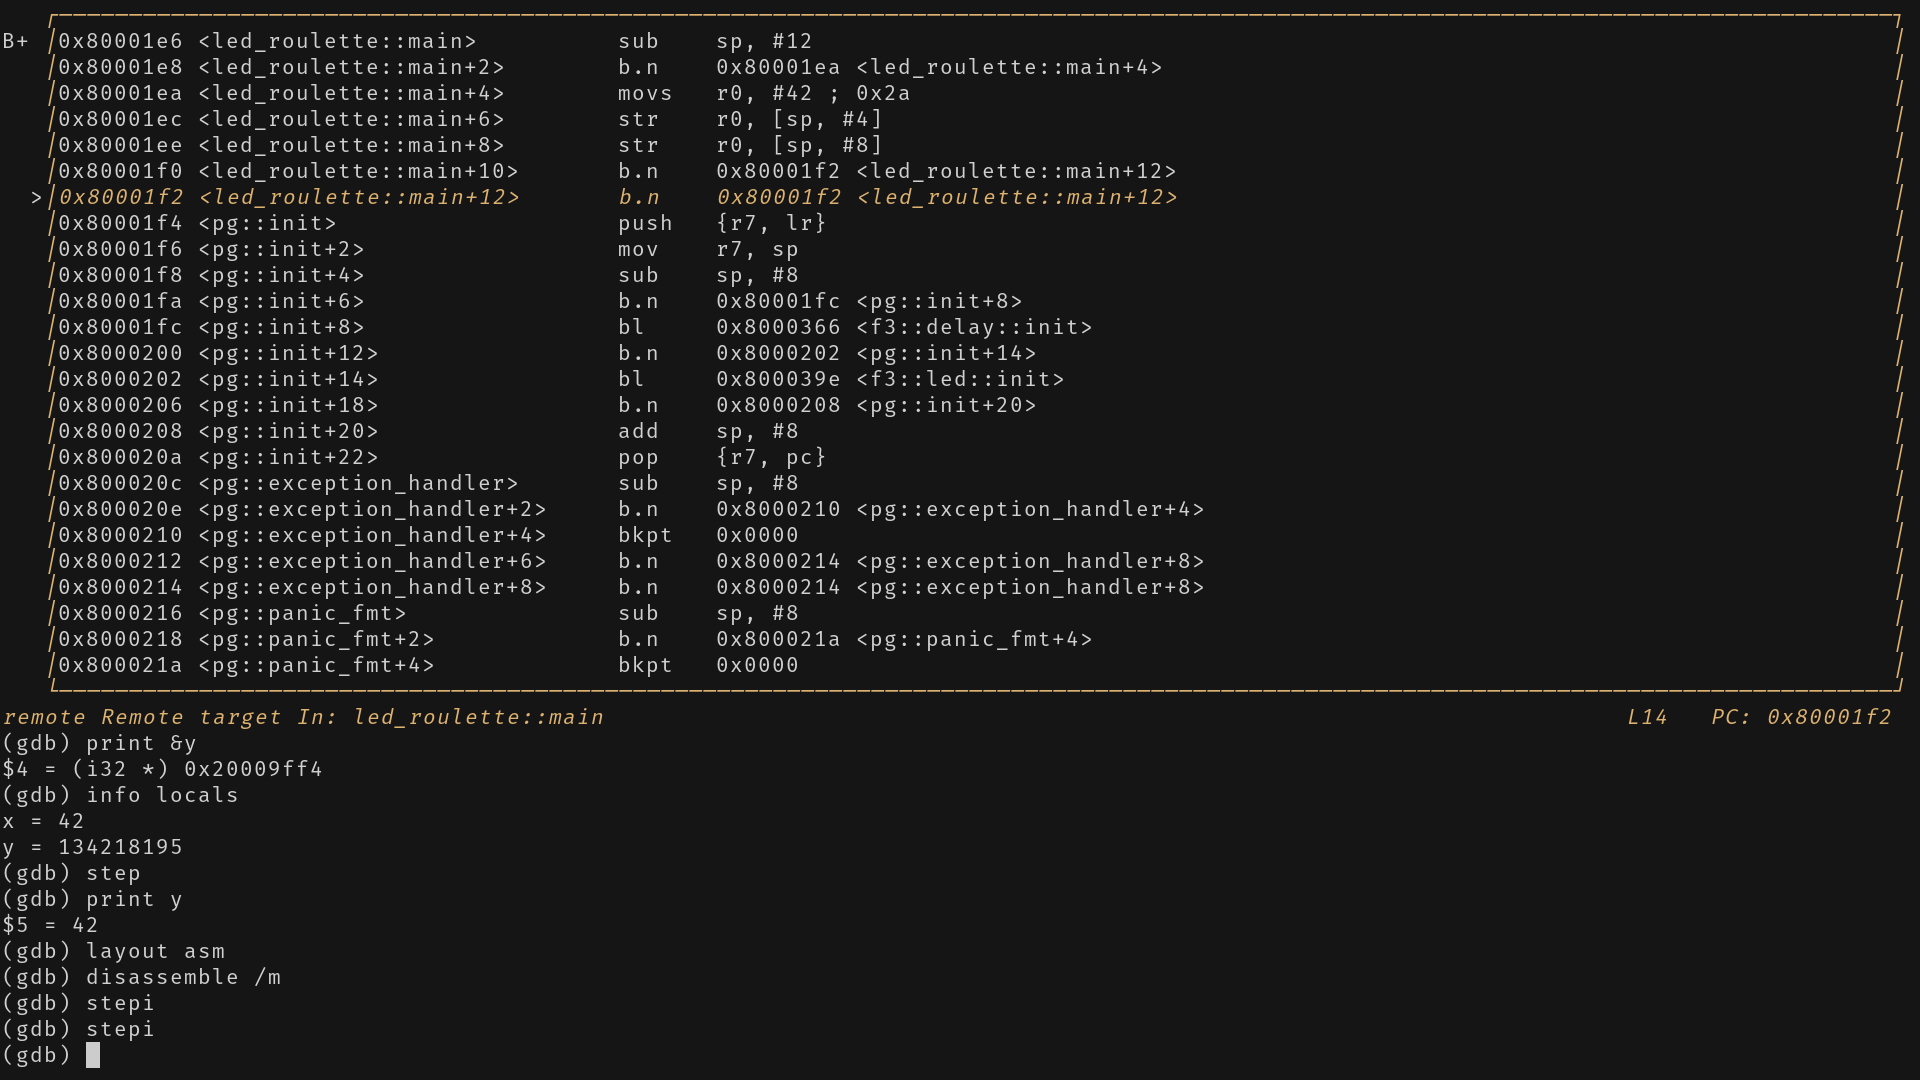 B+ 0x80001e6 <led_roulette::main> sub sp, #12
0x80001e8 <led_roulette::main+2> b.n 0x80001ea <led_roulette::main+4>
0x80001ea <led_roulette::main+4> movs r0, #42 ; 0x2a
0x80001ec <led_roulette::main+6> str r0, [sp, #4]
0x80001ee <led_roulette::main+8> str r0, [sp, #8]
0x80001f0 <led_roulette::main+10> b.n 0x80001f2 <led_roulette::main+12>
> 0x80001f2 <led_roulette::main+12> b.n 0x80001f2 <led_roulette::main+12>
0x80001f4 <pg::init> push {r7, lr}
0x80001f6 <pg::init+2> mov r7, sp
0x80001f8 <pg::init+4> sub sp, #8
0x80001fa <pg::init+6> b.n 0x80001fc <pg::init+8>
0x80001fc <pg::init+8> bl 0x8000366 <f3::delay::init>
0x8000200 <pg::init+12> b.n 0x8000202 <pg::init+14>
0x8000202 <pg::init+14> bl 0x800039e <f3::led::init>
0x8000206 <pg::init+18> b.n 0x8000208 <pg::init+20>
0x8000208 <pg::init+20> add sp, #8
0x800020a <pg::init+22> pop {r7, pc}
0x800020c <pg::exception_handler> sub sp, #8
0x800020e <pg::exception_handler+2> b.n 0x8000210 <pg::exception_handler+4>
0x8000210 <pg::exception_handler+4> bkpt 0x0000
0x8000212 <pg::exception_handler+6> b.n 0x8000214 <pg::exception_handler+8>
0x8000214 <pg::exception_handler+8> b.n 0x8000214 <pg::exception_handler+8>
0x8000216 <pg::panic_fmt> sub sp, #8
0x8000218 <pg::panic_fmt+2> b.n 0x800021a <pg::panic_fmt+4>
0x800021a <pg::panic_fmt+4> bkpt 0x0000
remote Remote target In: led_roulette::main L14 PC: 0x80001f2
(gdb) print &y
$4 = (i32 *) 0x20009ff4
(gdb) info locals
x = 42
y = 134218195
(gdb) step
(gdb) print y
$5 = 42
(gdb) layout asm
(gdb) disassemble /m
(gdb) stepi
(gdb) stepi
(gdb)